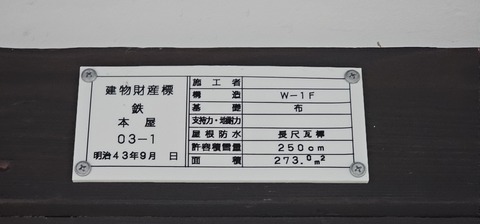 建物財産標
鉄
本屋
03-1
明治43年9月 日
施工者
構造 W-1F
基礎 布
支持力・地耐力
屋根防水 長尺瓦棒
許容積雪量 250cm
面積 273.0m²